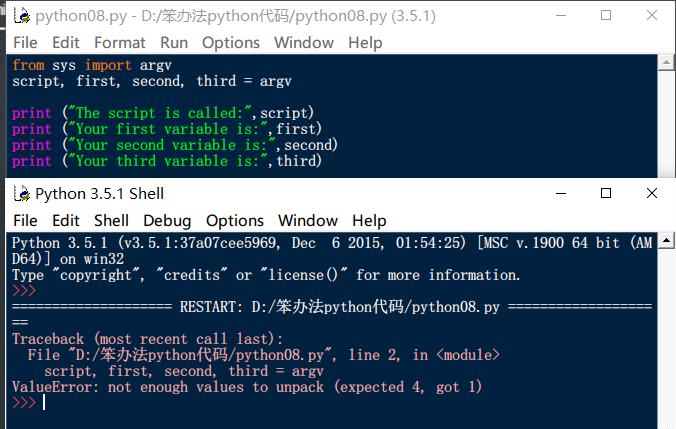 python08.py - D:/笨办法python代码/python08.py (3.5.1)
File Edit Format Run Options Window Help
from sys import argv
script, first, second, third = argv
print ("The script is called:",script)
print ("Your first variable is:",first)
print ("Your second variable is:",second)
print ("Your third variable is:",third)
Python 3.5.1 Shell
File Edit Shell Debug Options Window Help
Python 3.5.1 (v3.5.1:37a07cee5969, Dec  6 2015, 01:54:25) [MSC v.1900 64 bit (AM
D64)] on win32
Type "copyright", "credits" or "license()" for more information.
>>>
==================== RESTART: D:/笨办法python代码/python08.py ==================
==
Traceback (most recent call last):
  File "D:/笨办法python代码/python08.py", line 2, in <module>
    script, first, second, third = argv
ValueError: not enough values to unpack (expected 4, got 1)
>>>